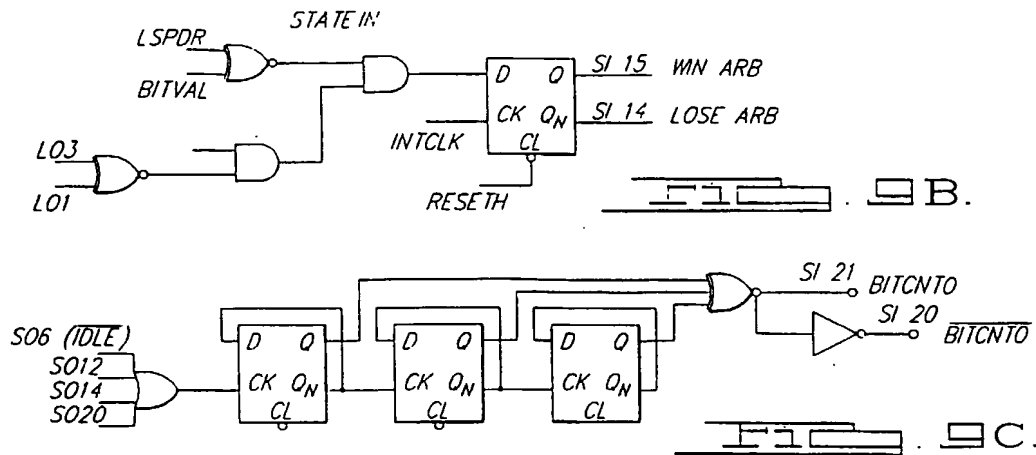 STATE IN
LSPDR
BITVAL
D Q SI 15 WIN ARB
CK QN SI 14 LOSE ARB
CL
INTCLK
LO3
LO1
RESETH
FIG. 9B.
SI 21 BITCNTO
SI 20 BITCNTO
SO6 (IDLE)
SO12
SO14
SO20
D Q
CK QN
CL
D Q
CK QN
CL
D Q
CK QN
CL
FIG. 9C.